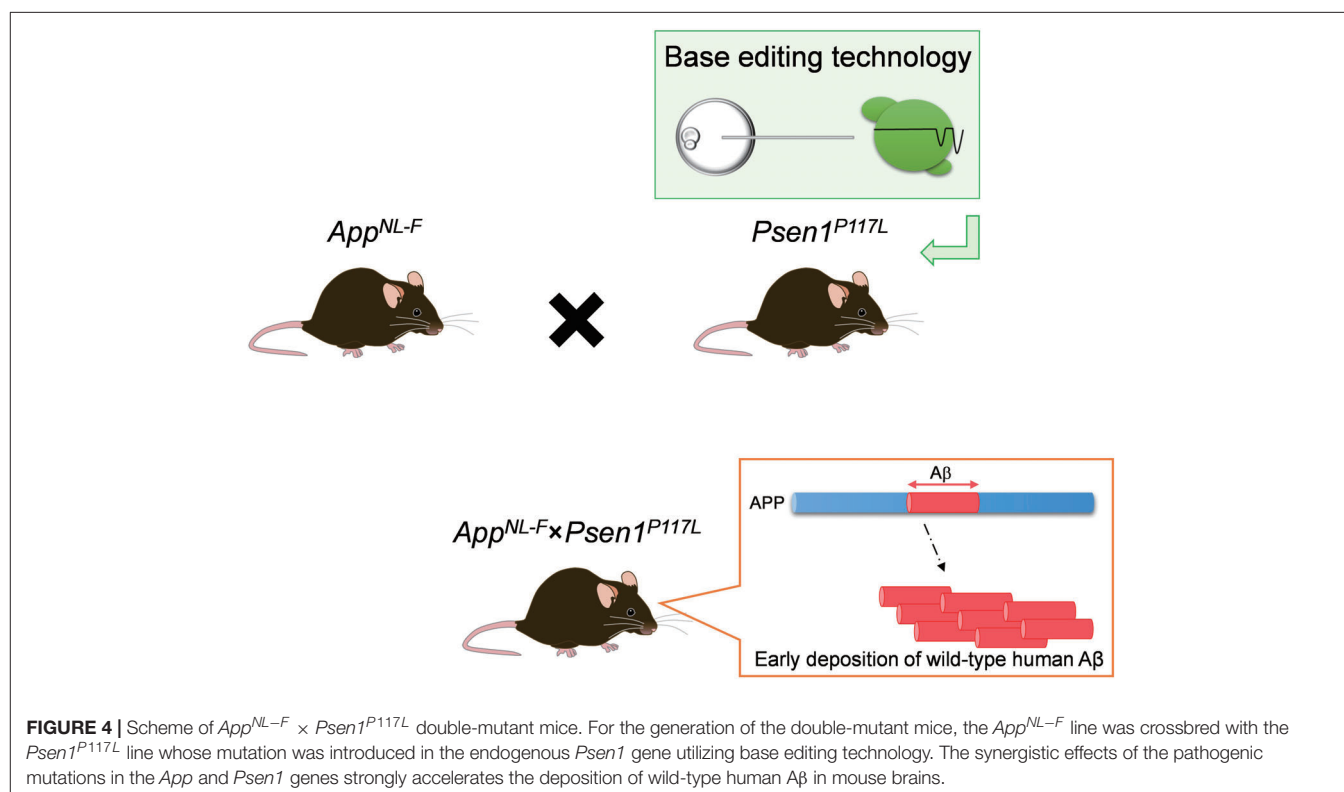 Base editing technology
App^NL-F
Psen1^P117L
App^NL-F×Psen1^P117L
Aβ
APP
Early deposition of wild-type human Aβ
FIGURE 4 | Scheme of App^NL−F × Psen1^P117L double-mutant mice. For the generation of the double-mutant mice, the App^NL−F line was crossbred with the
Psen1^P117L line whose mutation was introduced in the endogenous Psen1 gene utilizing base editing technology. The synergistic effects of the pathogenic
mutations in the App and Psen1 genes strongly accelerates the deposition of wild-type human Aβ in mouse brains.